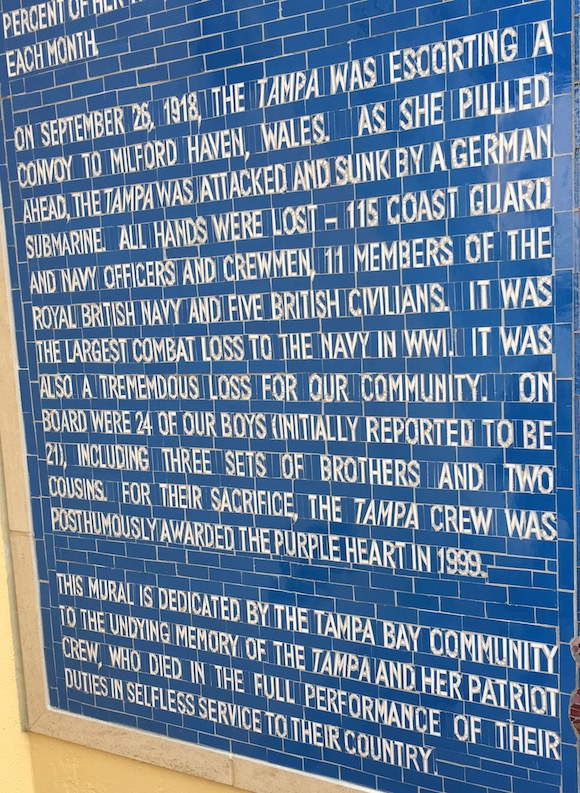 PERCENT OF HER
EACH MONTH.
ON SEPTEMBER 26, 1918, THE TAMPA WAS ESCORTING A
CONVOY TO MILFORD HAVEN, WALES. AS SHE PULLED
AHEAD, THE TAMPA WAS ATTACKED AND SUNK BY A GERMAN
SUBMARINE. ALL HANDS WERE LOST – 115 COAST GUARD
AND NAVY OFFICERS AND CREWMEN, 11 MEMBERS OF THE
ROYAL BRITISH NAVY AND FIVE BRITISH CIVILIANS. IT WAS
THE LARGEST COMBAT LOSS TO THE NAVY IN WWI. IT WAS
ALSO A TREMEMDOUS LOSS FOR OUR COMMUNITY. ON
BOARD WERE 24 OF OUR BOYS (INITIALLY REPORTED TO BE
21), INCLUDING THREE SETS OF BROTHERS AND TWO
COUSINS. FOR THEIR SACRIFICE, THE TAMPA CREW WAS
POSTHUMOUSLY AWARDED THE PURPLE HEART IN 1999.
THIS MURAL IS DEDICATED BY THE TAMPA BAY COMMUNITY
TO THE UNDYING MEMORY OF THE TAMPA AND HER PATRIOT
CREW, WHO DIED IN THE FULL PERFORMANCE OF THEIR
DUTIES IN SELFLESS SERVICE TO THEIR COUNTRY.